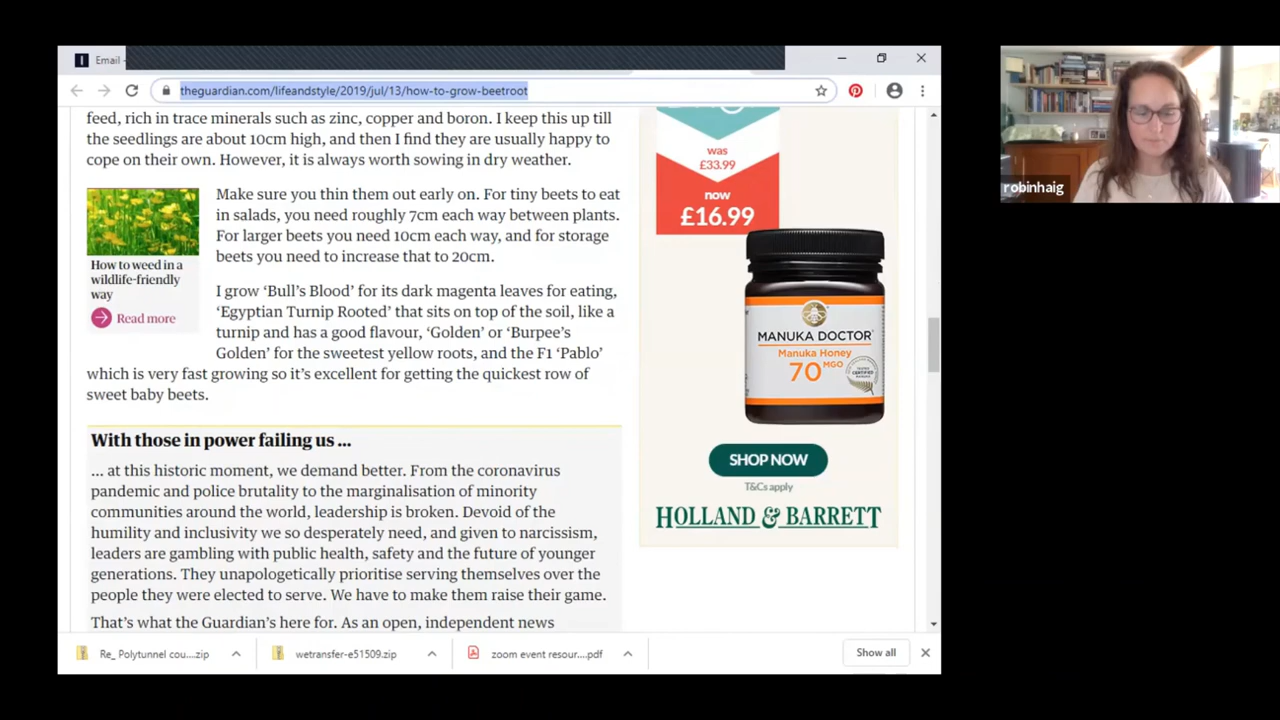 Email -
theguardian.com/lifeandstyle/2019/jul/13/how-to-grow-beetroot
feed, rich in trace minerals such as zinc, copper and boron. I keep this up till
the seedlings are about 10cm high, and then I find they are usually happy to
cope on their own. However, it is always worth sowing in dry weather.
How to weed in a
wildlife-friendly
way
Read more
Make sure you thin them out early on. For tiny beets to eat
in salads, you need roughly 7cm each way between plants.
For larger beets you need 10cm each way, and for storage
beets you need to increase that to 20cm.
I grow ‘Bull’s Blood’ for its dark magenta leaves for eating,
‘Egyptian Turnip Rooted’ that sits on top of the soil, like a
turnip and has a good flavour, ‘Golden’ or ‘Burpee’s
Golden’ for the sweetest yellow roots, and the F1 ‘Pablo’
which is very fast growing so it’s excellent for getting the quickest row of
sweet baby beets.
With those in power failing us ...
... at this historic moment, we demand better. From the coronavirus
pandemic and police brutality to the marginalisation of minority
communities around the world, leadership is broken. Devoid of the
humility and inclusivity we so desperately need, and given to narcissism,
leaders are gambling with public health, safety and the future of younger
generations. They unapologetically prioritise serving themselves over the
people they were elected to serve. We have to make them raise their game.
That’s what the Guardian’s here for. As an open, independent news
was
£33.99
now
£16.99
MANUKA DOCTOR
Manuka Honey
70 MGO
SHOP NOW
T&Cs apply
HOLLAND & BARRETT
Re_ Polytunnel cou....zip
wetransfer-e51509.zip
zoom event resour....pdf
Show all
robinhaig